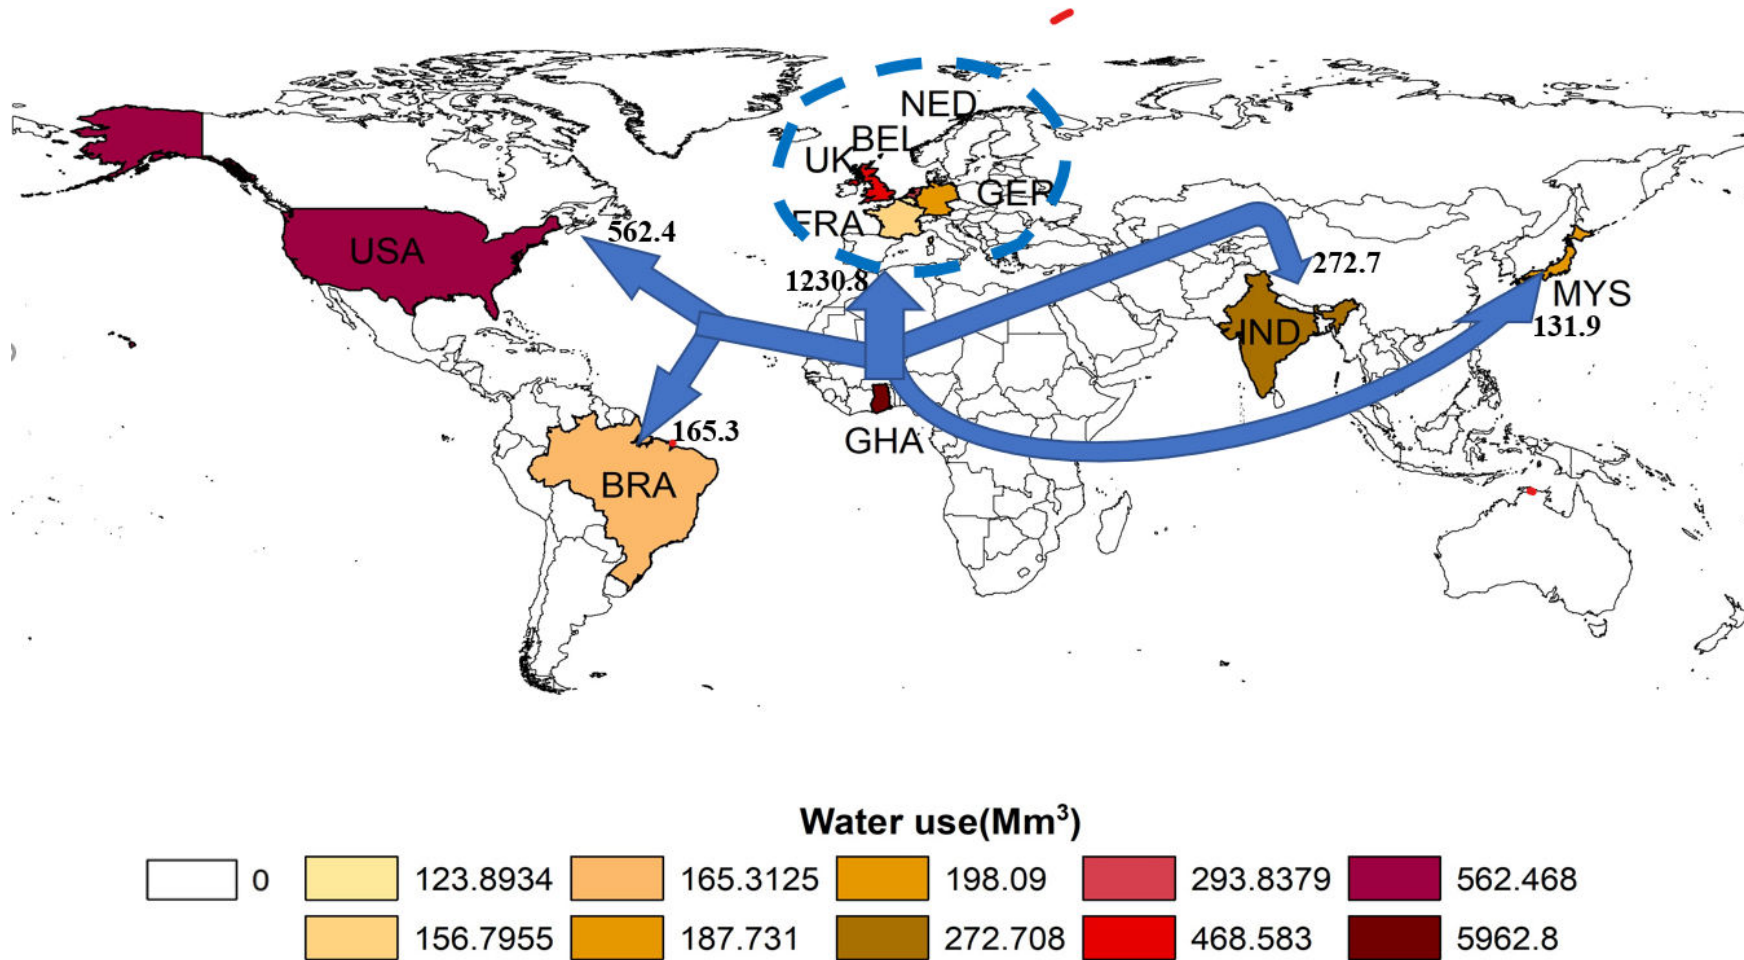 NED
BEL
UK
GEP
FRA
562.4
USA
1230.8
272.7
MYS
131.9
IND
165.3
GHA
BRA
Water use(Mm³)
0 123.8934 165.3125 198.09 293.8379 562.468
156.7955 187.731 272.708 468.583 5962.8